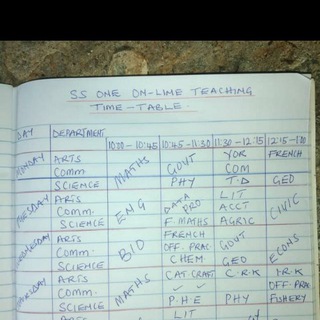 SS ONE ON-LINE TEACHING
TIME-TABLE.
DAY DEPARTMENT 10:00-10:45 10:45-11:30 11:30-12:15 12:15-1:00
MONDAY ARTS MATHS GOVT YOR FRENCH
Comm COM
SCIENCE PHY T.D GEO
TUESDAY ARTS ENG DATA PRO LIT CIVIC
Comm. ACCT
SCIENCE F. MATHS AGRIC
WEDNESDAY ARTS BIO FRENCH GOVT ECONS
Comm. OFF. PRAC
SCIENCE CHEM GEO
ARTS MATHS CAT. CRAFT C R K I.R.K
Comm. ✓ ✓ OFF. PRA
SCIENCE P.H.E PHY FISHERY
LIT